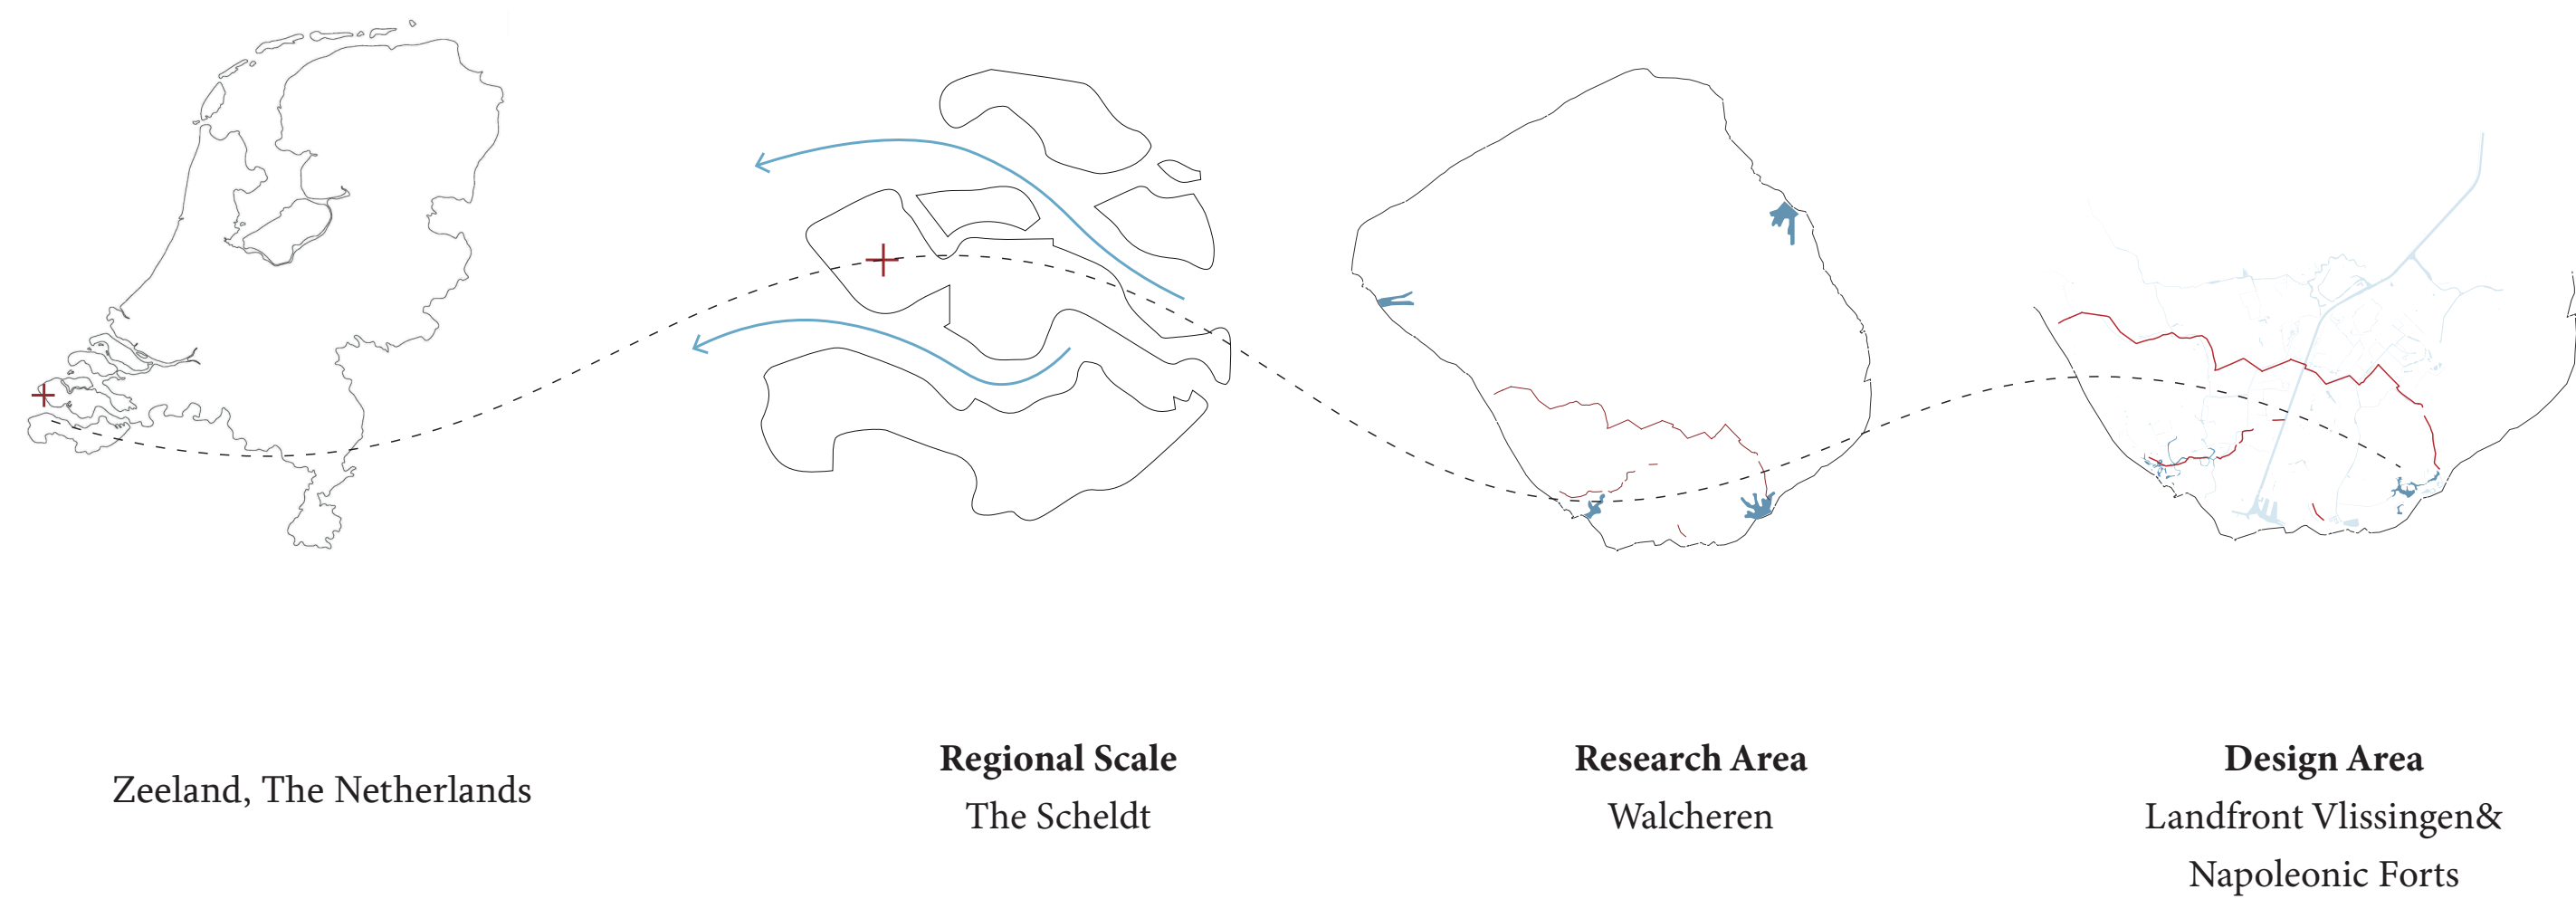 Zeeland, The Netherlands
Regional Scale
The Scheldt
Research Area
Walcheren
Design Area
Landfront Vlissingen&
Napoleonic Forts